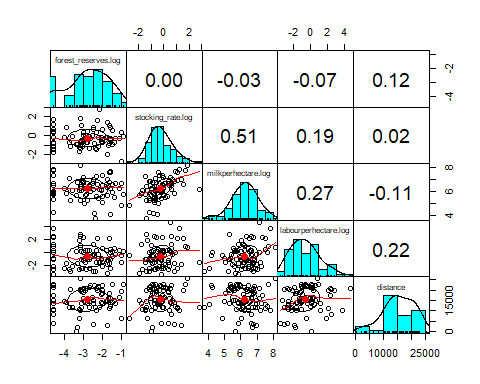 -2 0 2
-2 0 2 4
forest_reserves.log
0.00
-0.03
-0.07
0.12
-4 -2
-2 0 2
stocking_rate.log
0.51
0.19
0.02
milkperhectare.log
0.27
-0.11
4 6 8
-2 2
labourperhectare.log
0.22
distance
0 15000
-4 -3 -2 -1
4 5 6 7 8
0 10000 25000